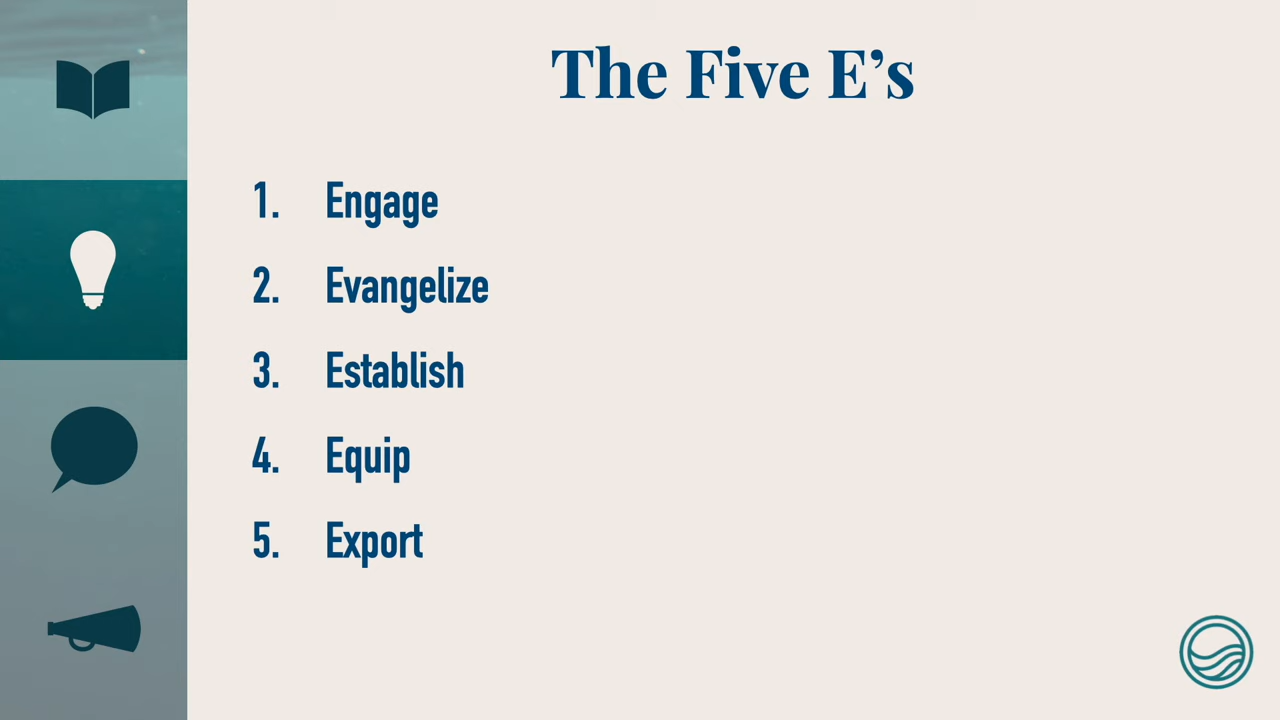 The Five E’s
1. Engage
2. Evangelize
3. Establish
4. Equip
5. Export